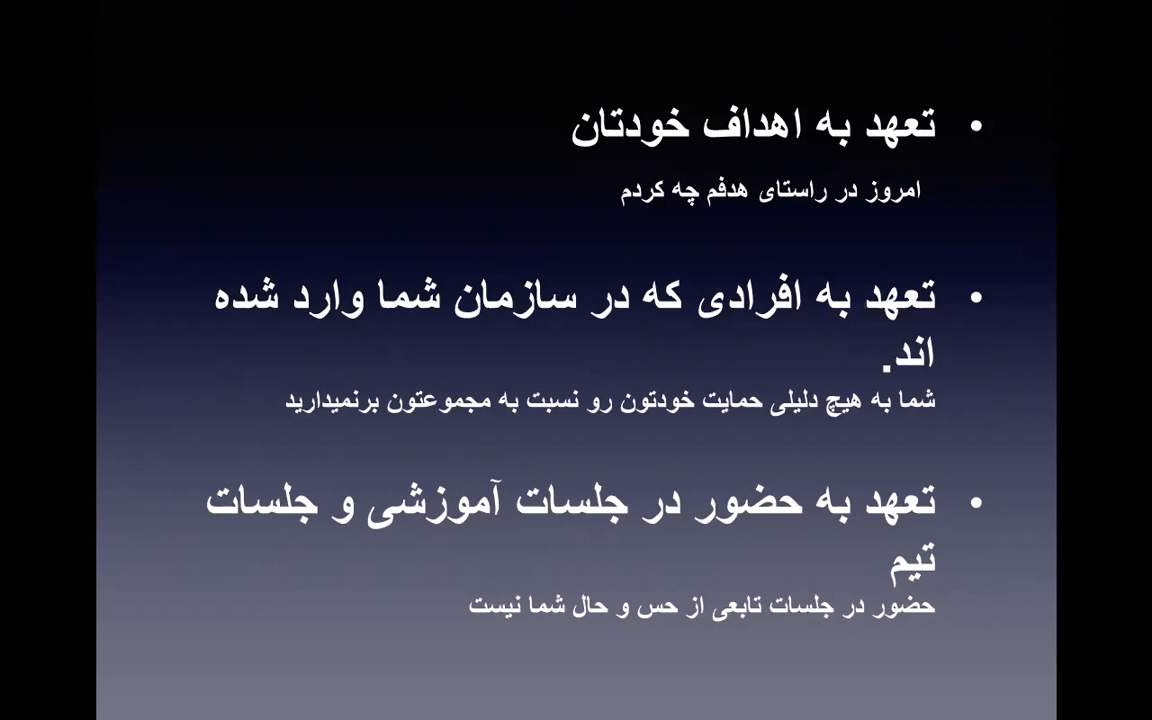 • تعهد به اهداف خودتان
امروز در راستای هدفم چه کردم
• تعهد به افرادی که در سازمان شما وارد شده
اند.
شما به هیچ دلیلی حمایت خودتون رو نسبت به مجموعتون برنمیدارید
• تعهد به حضور در جلسات آموزشی و جلسات
تیم
حضور در جلسات تابعی از حس و حال شما نیست